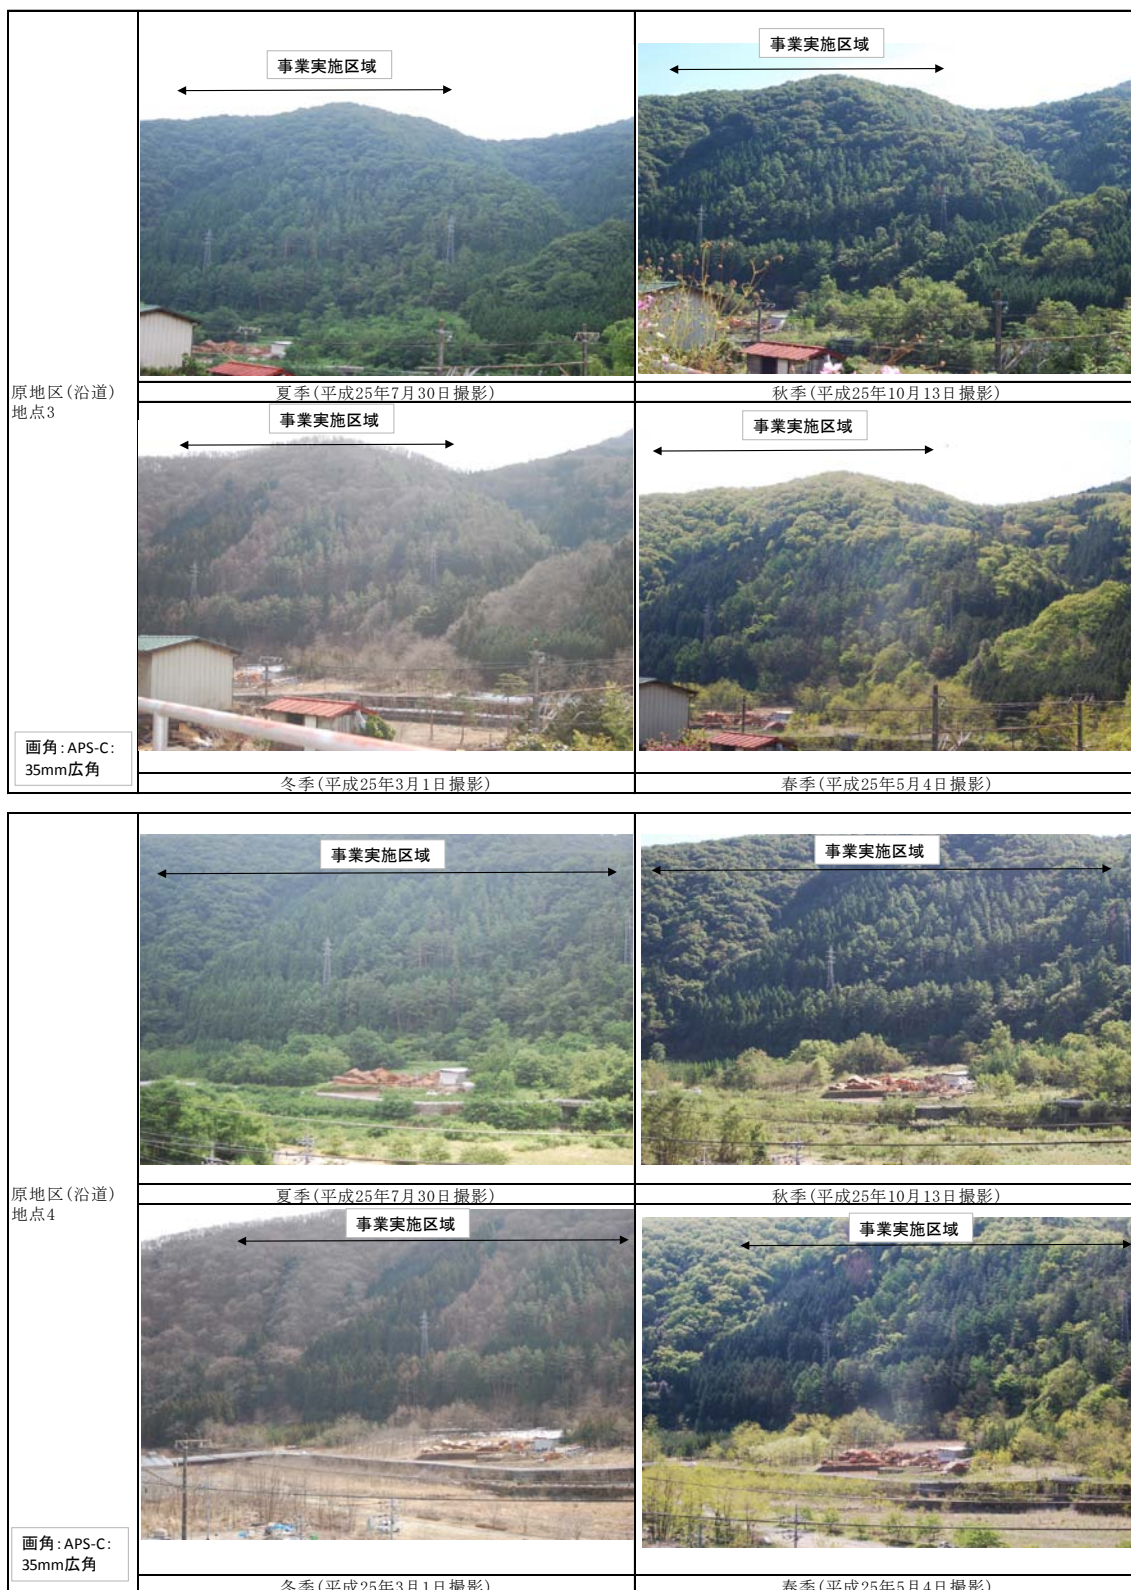 事業実施区域
事業実施区域
夏季(平成25年7月30日撮影)
秋季(平成25年10月13日撮影)
原地区(沿道)
地点3
事業実施区域
事業実施区域
画角:APS-C:
35mm広角
冬季(平成25年3月1日撮影)
春季(平成25年5月4日撮影)
事業実施区域
事業実施区域
夏季(平成25年7月30日撮影)
秋季(平成25年10月13日撮影)
原地区(沿道)
地点4
事業実施区域
事業実施区域
画角:APS-C:
35mm広角
冬季(平成25年3月1日撮影)
春季(平成25年5月4日撮影)